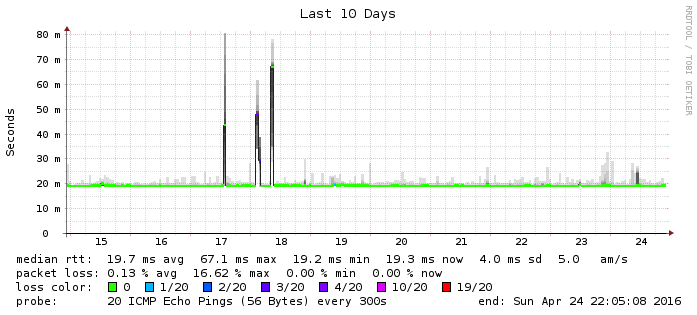 Last 10 Days
RRDTOOL / TOBI OETIKER
Seconds
80 m
70 m
60 m
50 m
40 m
30 m
20 m
10 m
0
15 16 17 18 19 20 21 22 23 24
median rtt: 19.7 ms avg 67.1 ms max 19.2 ms min 19.3 ms now 4.0 ms sd 5.0 am/s
packet loss: 0.13 % avg 16.62 % max 0.00 % min 0.00 % now
loss color: 0 1/20 2/20 3/20 4/20 10/20 19/20
probe: 20 ICMP Echo Pings (56 Bytes) every 300s end: Sun Apr 24 22:05:08 2016